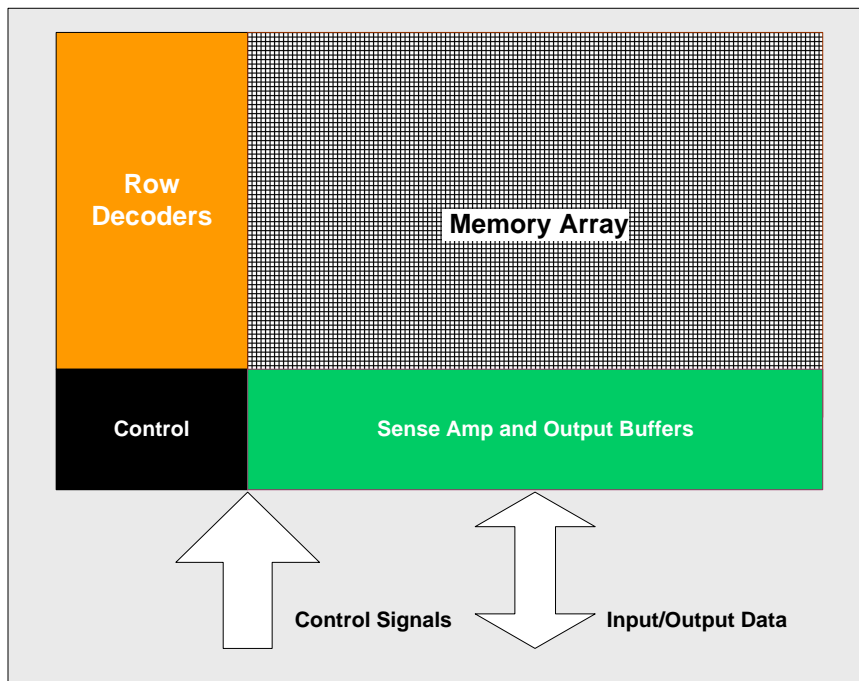 Row
Decoders
Memory Array
Control
Sense Amp and Output Buffers
Control Signals
Input/Output Data